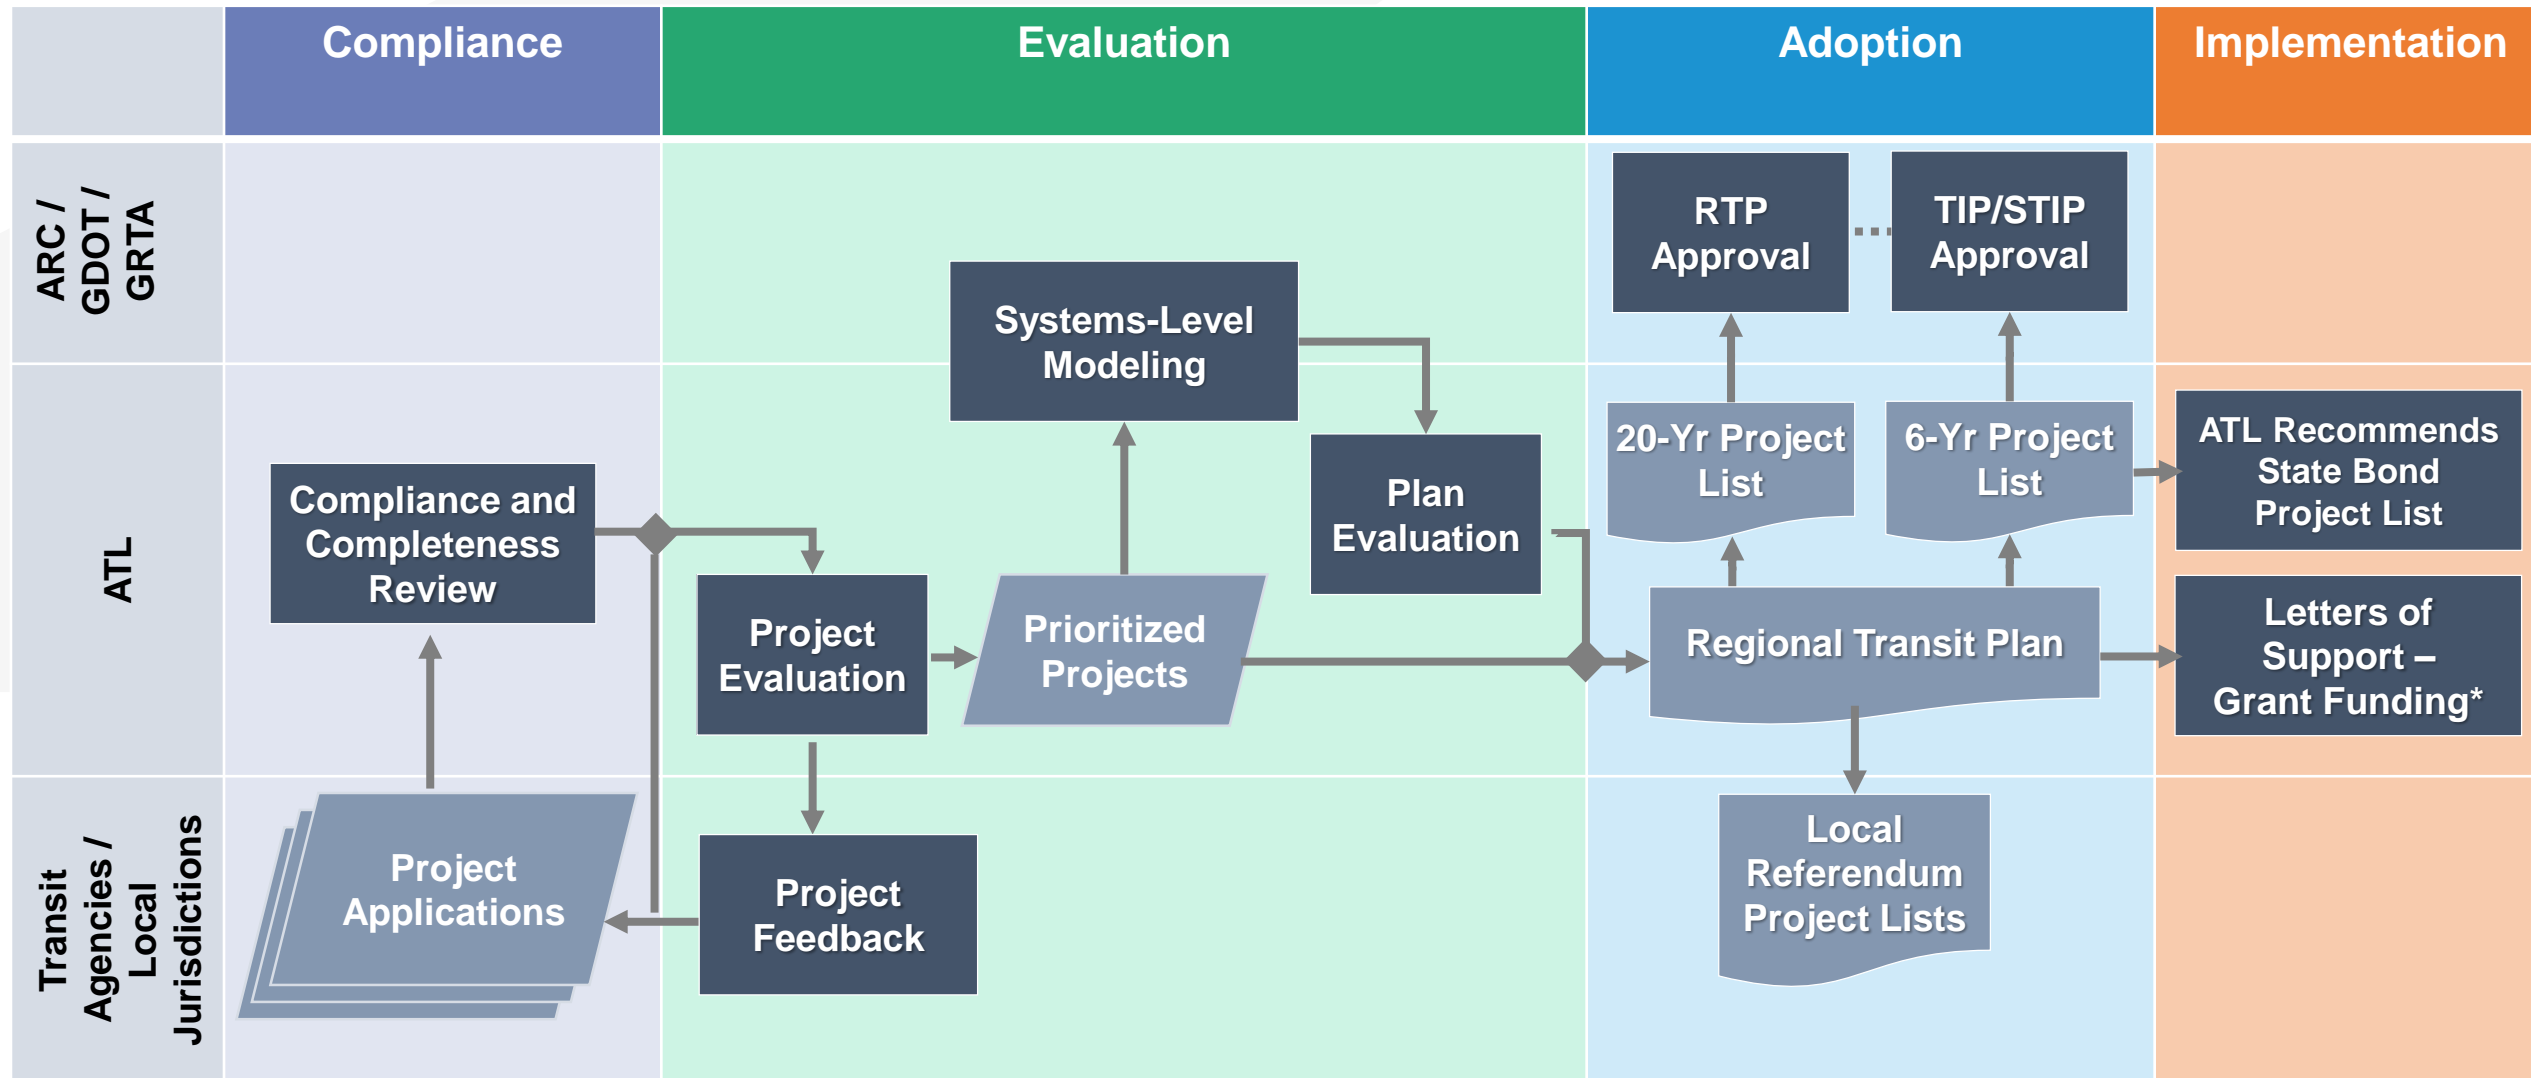 Compliance
Evaluation
Adoption
Implementation
ARC /
GDOT /
GRTA
RTP
Approval
TIP/STIP
Approval
Systems-Level
Modeling
ATL
Compliance and
Completeness
Review
Project
Evaluation
Prioritized
Projects
Plan
Evaluation
20-Yr Project
List
6-Yr Project
List
Regional Transit Plan
ATL Recommends
State Bond
Project List
Letters of
Support –
Grant Funding*
Transit
Agencies /
Local
Jurisdictions
Project
Applications
Project
Feedback
Local
Referendum
Project Lists